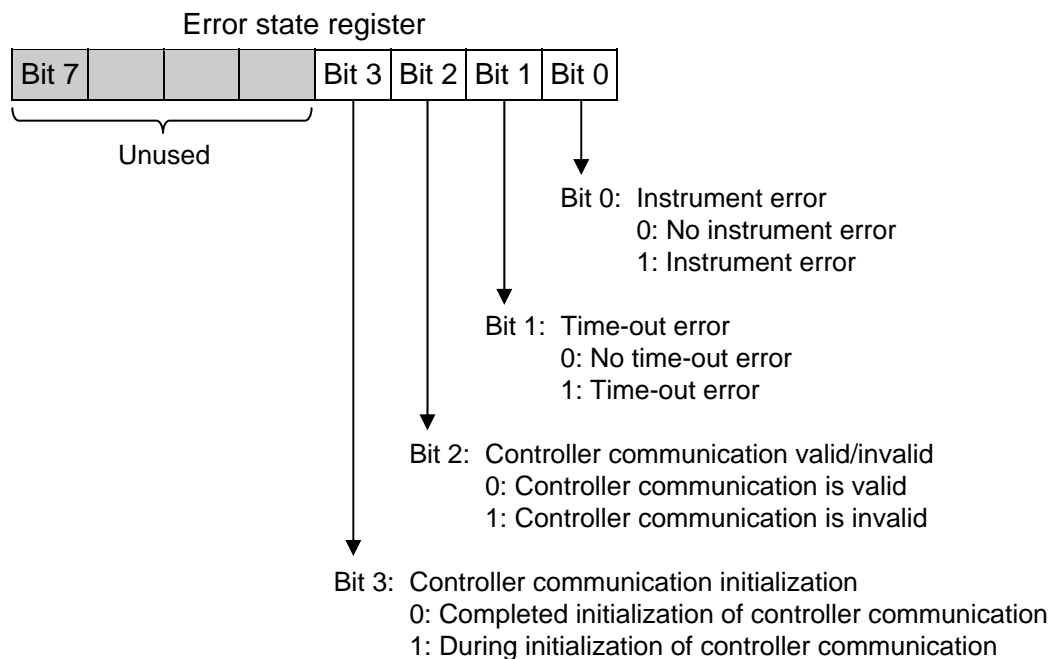 Error state register
Bit 7 Bit 3 Bit 2 Bit 1 Bit 0
Unused
Bit 0: Instrument error
0: No instrument error
1: Instrument error
Bit 1: Time-out error
0: No time-out error
1: Time-out error
Bit 2: Controller communication valid/invalid
0: Controller communication is valid
1: Controller communication is invalid
Bit 3: Controller communication initialization
0: Completed initialization of controller communication
1: During initialization of controller communication